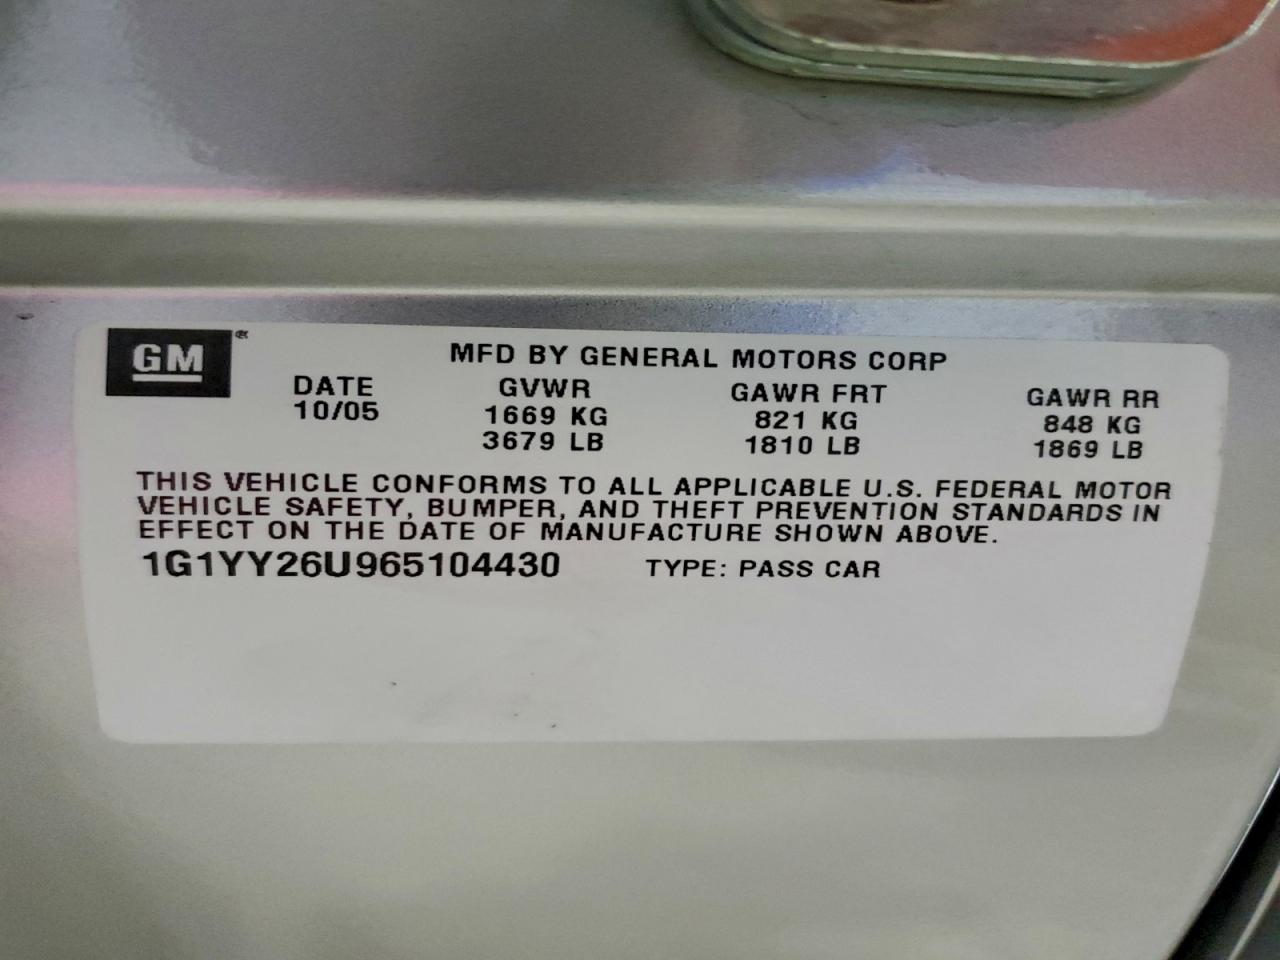 GM®
MFD BY GENERAL MOTORS CORP
DATE GVWR GAWR FRT GAWR RR
10/05 1669 KG 821 KG 848 KG
3679 LB 1810 LB 1869 LB
THIS VEHICLE CONFORMS TO ALL APPLICABLE U.S. FEDERAL MOTOR
VEHICLE SAFETY, BUMPER, AND THEFT PREVENTION STANDARDS IN
EFFECT ON THE DATE OF MANUFACTURE SHOWN ABOVE.
1G1YY26U965104430 TYPE: PASS CAR